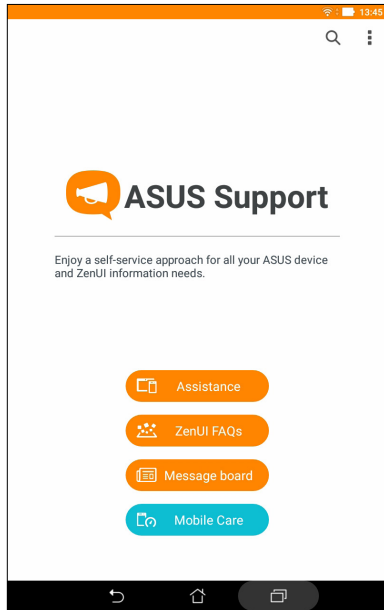 13:45
ASUS Support
Enjoy a self-service approach for all your ASUS device
and ZenUI information needs.
Assistance
ZenUI FAQs
Message board
Mobile Care